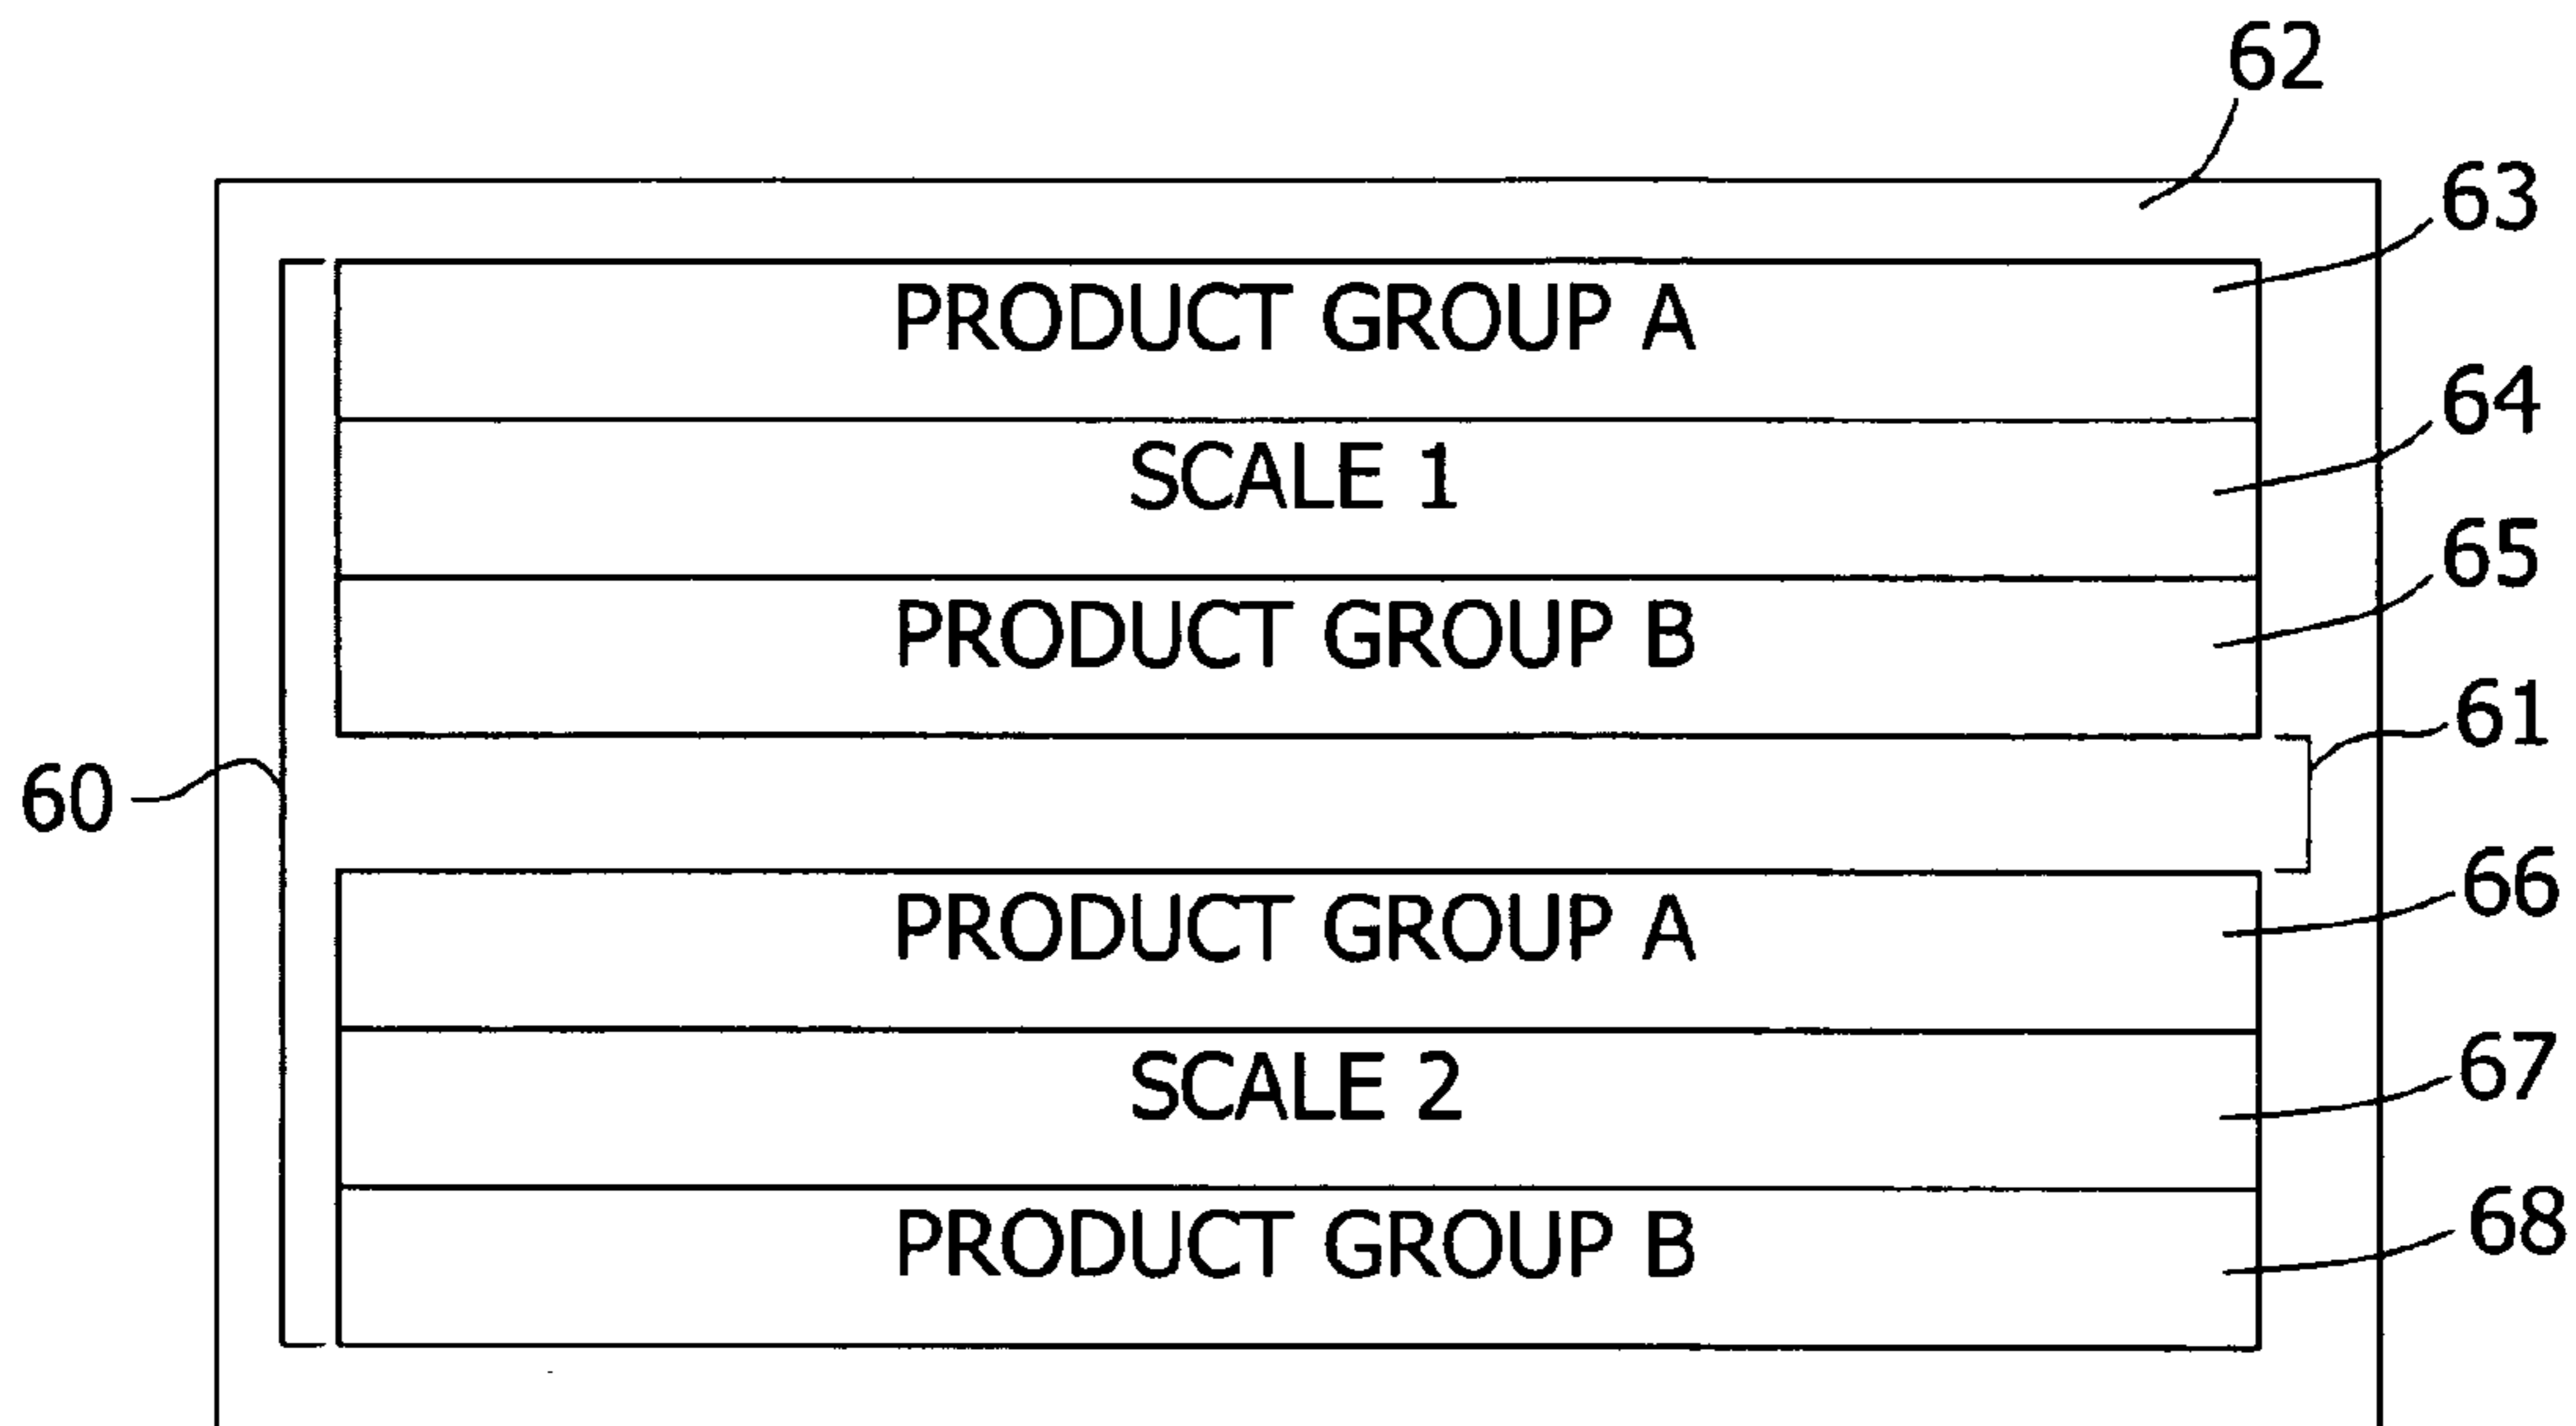 62
63
PRODUCT GROUP A
64
SCALE 1
65
PRODUCT GROUP B
61
60
66
PRODUCT GROUP A
67
SCALE 2
68
PRODUCT GROUP B